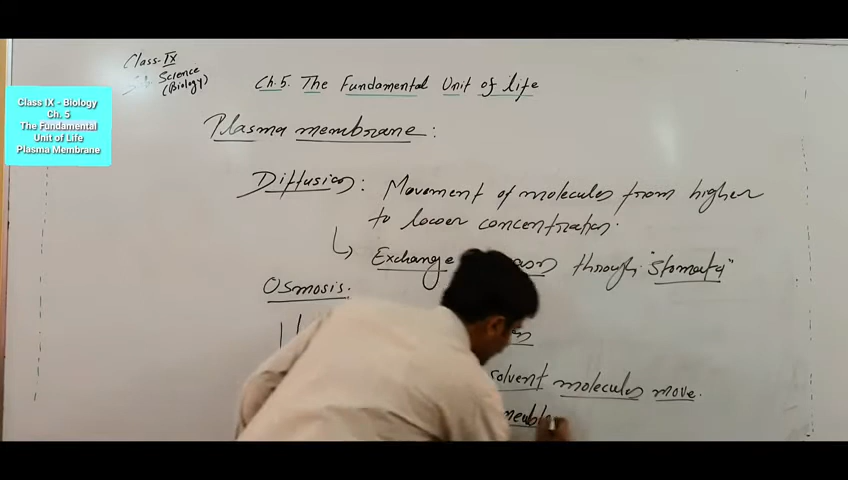 Class-IX
Science
(Biology)
Ch.5. The Fundamental Unit of life
Class IX - Biology
Ch. 5
The Fundamental
Unit of Life
Plasma Membrane
Plasma membrane:
Diffusion: Movement of molecules from higher
to lower concentration.
Exchange through "Stomata"
Osmosis.
solvent molecules move.